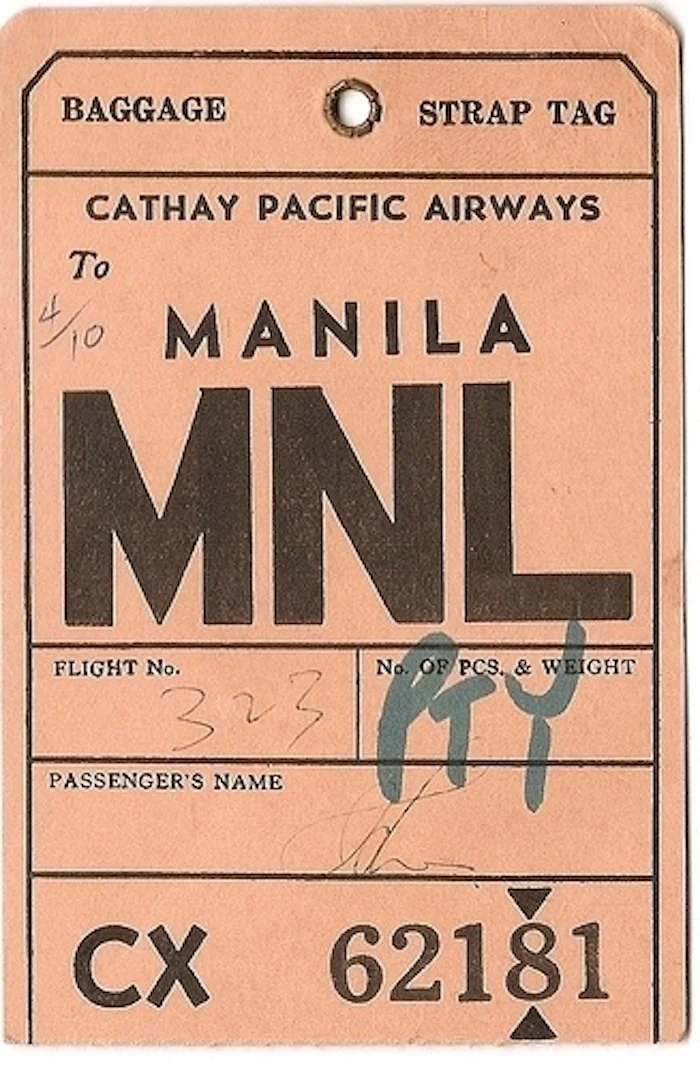 BAGGAGE STRAP TAG
CATHAY PACIFIC AIRWAYS
To
4/10
MANILA
MNL
FLIGHT No. No. OF PCS. & WEIGHT
323 PTY
PASSENGER'S NAME
CX 62181